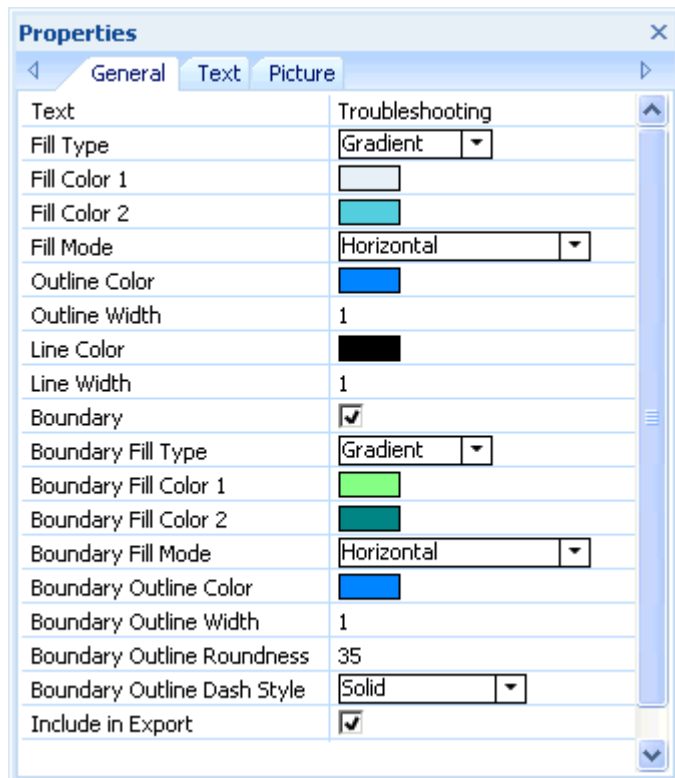 Properties
General Text Picture
Text Troubleshooting
Fill Type Gradient
Fill Color 1
Fill Color 2
Fill Mode Horizontal
Outline Color
Outline Width 1
Line Color
Line Width 1
Boundary
Boundary Fill Type Gradient
Boundary Fill Color 1
Boundary Fill Color 2
Boundary Fill Mode Horizontal
Boundary Outline Color
Boundary Outline Width 1
Boundary Outline Roundness 35
Boundary Outline Dash Style Solid
Include in Export